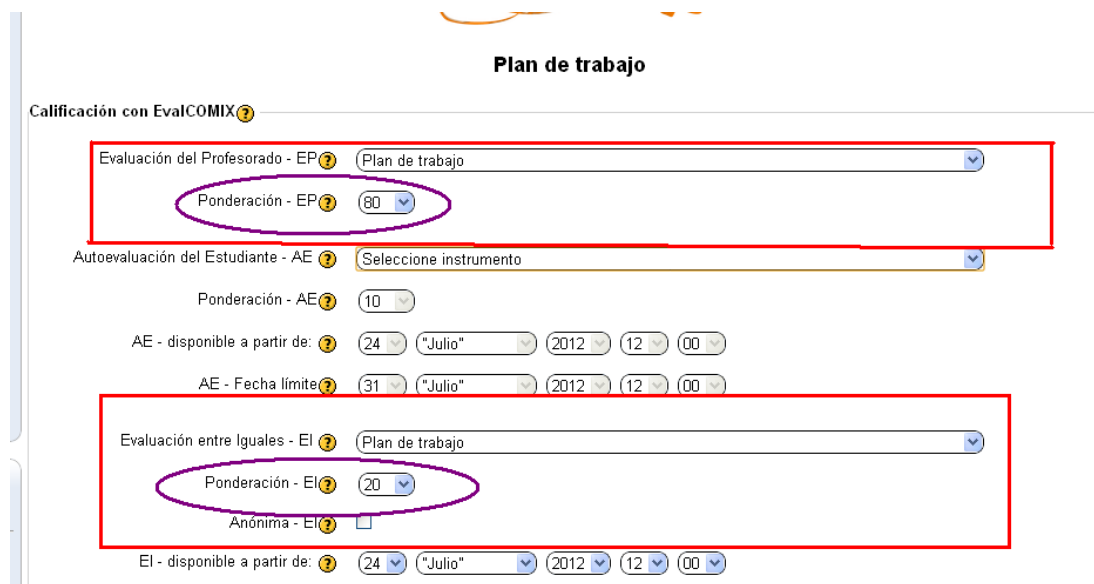 Plan de trabajo
Calificación con EvalCOMIX?
Evaluación del Profesorado - EP? Plan de trabajo
Ponderación - EP? 80
Autoevaluación del Estudiante - AE ? Seleccione instrumento
Ponderación - AE? 10
AE - disponible a partir de: ? 24 "Julio" 2012 12 00
AE - Fecha límite? 31 "Julio" 2012 12 00
Evaluación entre Iguales - EI ? Plan de trabajo
Ponderación - EI? 20
Anónima - EI?
EI - disponible a partir de: ? 24 "Julio" 2012 12 00